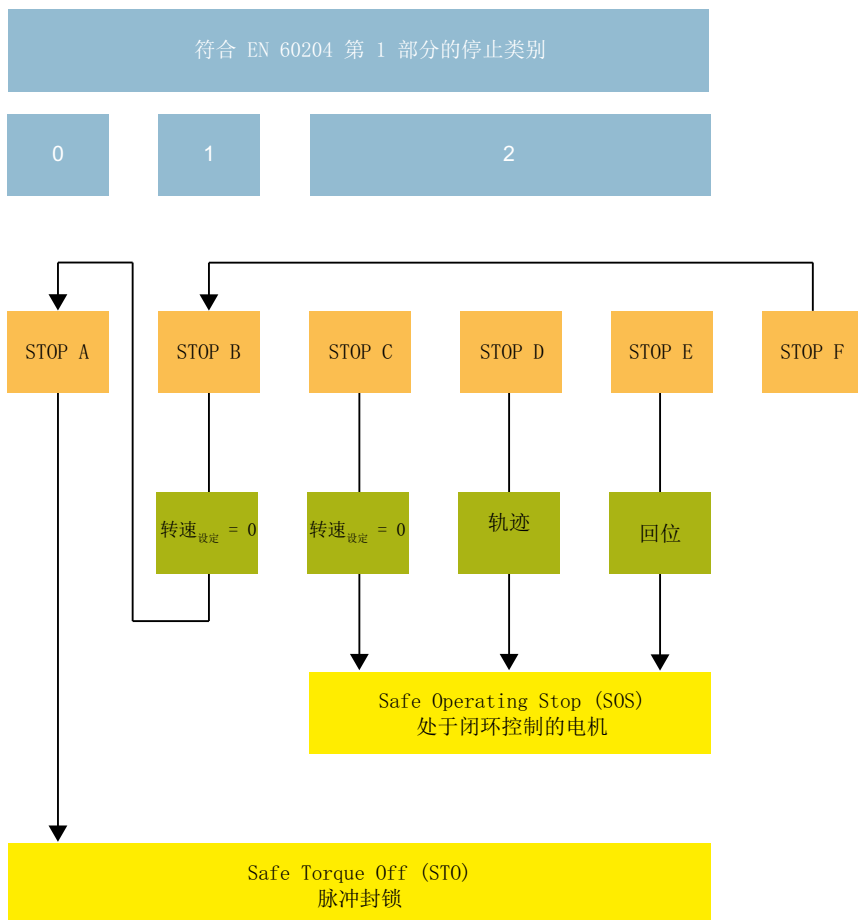 符合 EN 60204 第 1 部分的停止类别
0
1
2
STOP A
STOP B
STOP C
STOP D
STOP E
STOP F
转速设定 = 0
转速设定 = 0
轨迹
回位
Safe Operating Stop (SOS)
处于闭环控制的电机
Safe Torque Off (STO)
脉冲封锁